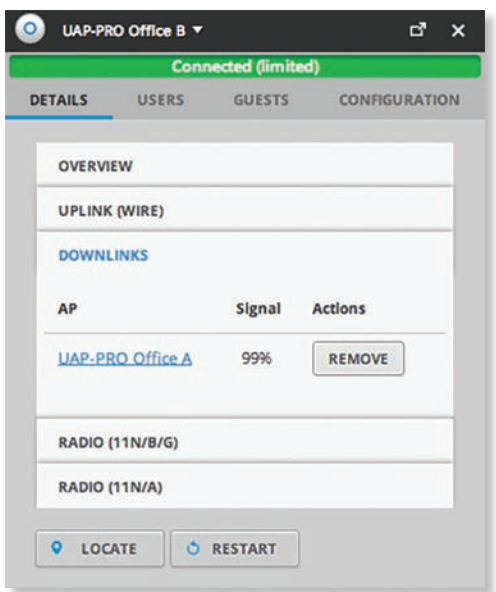 UAP-PRO Office B
Connected (limited)
DETAILS USERS GUESTS CONFIGURATION
OVERVIEW
UPLINK (WIRE)
DOWNLINKS
AP Signal Actions
UAP-PRO Office A 99% REMOVE
RADIO (11N/B/G)
RADIO (11N/A)
LOCATE RESTART